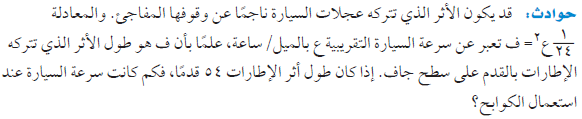 حوادث: قد يكون الأثر الذي تتركه عجلات السيارة ناجمًا عن وقوفها المفاجئ. والمعادلة
١/٢٤ ع٢ = ف تعبر عن سرعة السيارة التقريبية ع بالميل/ ساعة، علمًا بأن ف هو طول الأثر الذي تتركه
الإطارات بالقدم على سطح جاف. إذا كان طول أثر الإطارات ٥٤ قدمًا، فكم كانت سرعة السيارة عند
استعمال الكوابح؟